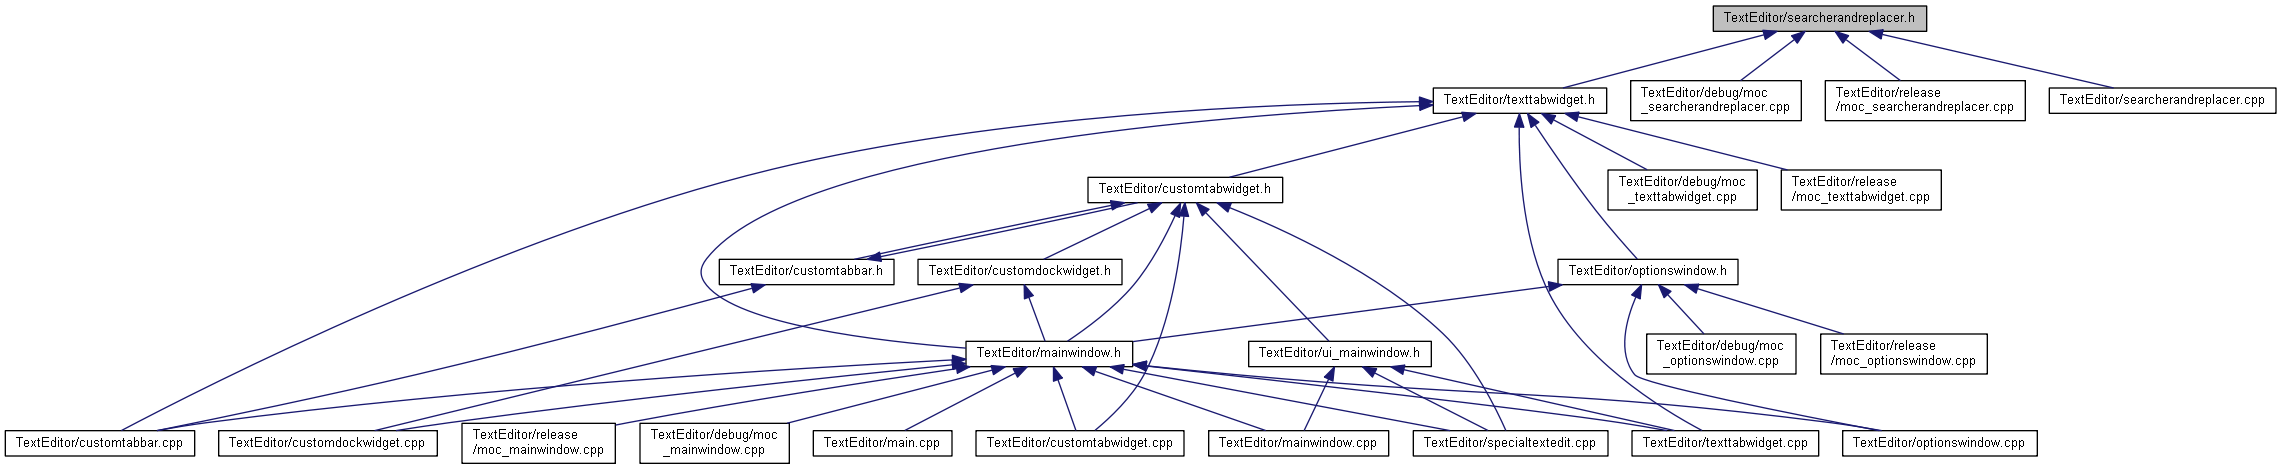 TextEditor/searcherandreplacer.h
TextEditor/texttabwidget.h
TextEditor/debug/moc
_searcherandreplacer.cpp
TextEditor/release
/moc_searcherandreplacer.cpp
TextEditor/searcherandreplacer.cpp
TextEditor/customtabwidget.h
TextEditor/debug/moc
_texttabwidget.cpp
TextEditor/release
/moc_texttabwidget.cpp
TextEditor/customtabbar.h
TextEditor/customdockwidget.h
TextEditor/optionswindow.h
TextEditor/mainwindow.h
TextEditor/ui_mainwindow.h
TextEditor/debug/moc
_optionswindow.cpp
TextEditor/release
/moc_optionswindow.cpp
TextEditor/customtabbar.cpp
TextEditor/customdockwidget.cpp
TextEditor/release
/moc_mainwindow.cpp
TextEditor/debug/moc
_mainwindow.cpp
TextEditor/main.cpp
TextEditor/customtabwidget.cpp
TextEditor/mainwindow.cpp
TextEditor/specialtextedit.cpp
TextEditor/texttabwidget.cpp
TextEditor/optionswindow.cpp